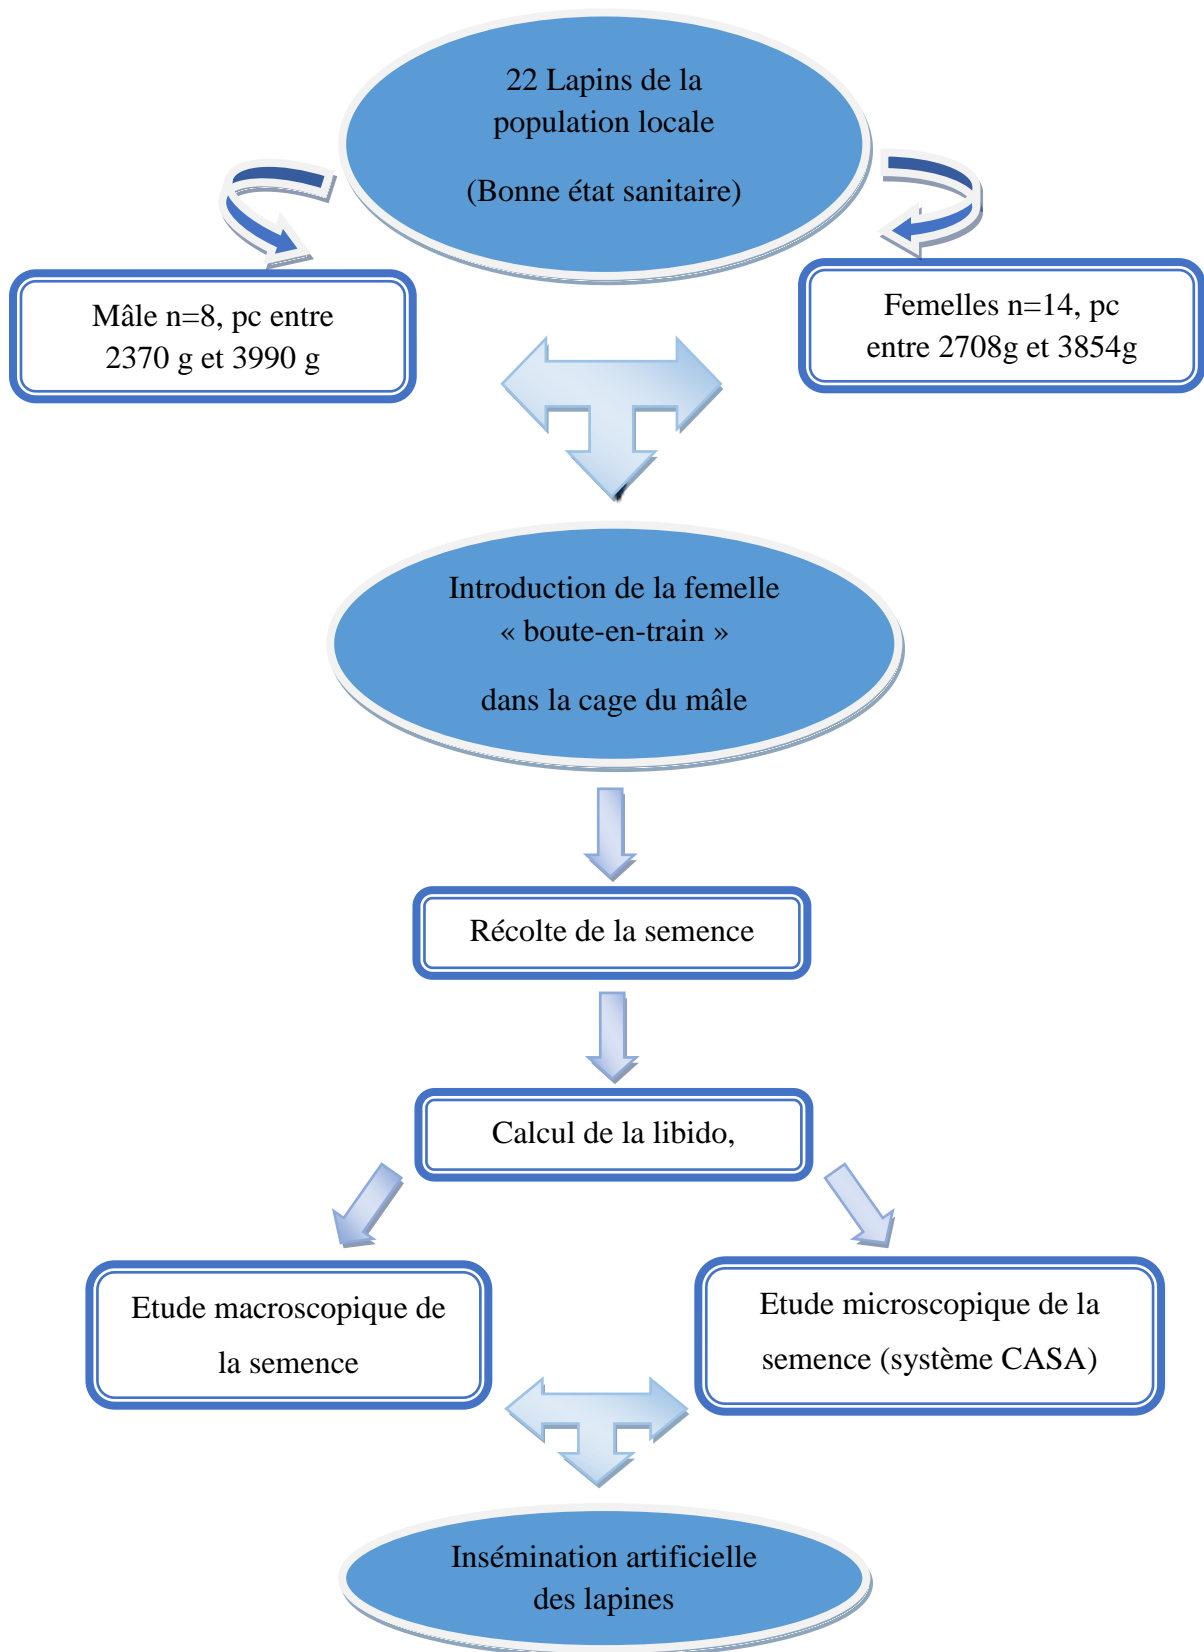 22 Lapins de la
population locale
(Bonne état sanitaire)
Mâle n=8, pc entre
2370 g et 3990 g
Femelles n=14, pc
entre 2708g et 3854g
Introduction de la femelle
« boute-en-train »
dans la cage du mâle
Récolte de la semence
Calcul de la libido,
Etude macroscopique de
la semence
Etude microscopique de la
semence (système CASA)
Insémination artificielle
des lapines